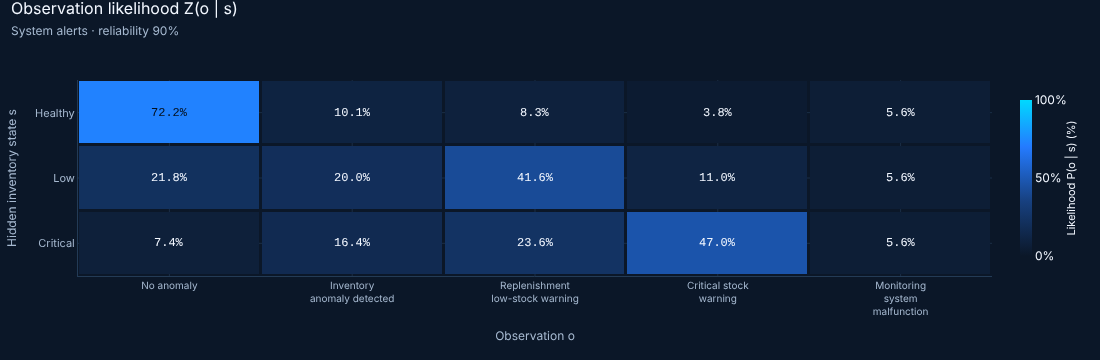 Observation likelihood Z(o | s)
System alerts · reliability 90%
Hidden inventory state s
Healthy 72.2% 10.1% 8.3% 3.8% 5.6%
Low 21.8% 20.0% 41.6% 11.0% 5.6%
Critical 7.4% 16.4% 23.6% 47.0% 5.6%
No anomaly
Inventory
anomaly detected
Replenishment
low-stock warning
Critical stock
warning
Monitoring
system
malfunction
Observation o
100%
50%
0%
Likelihood P(o | s) (%)